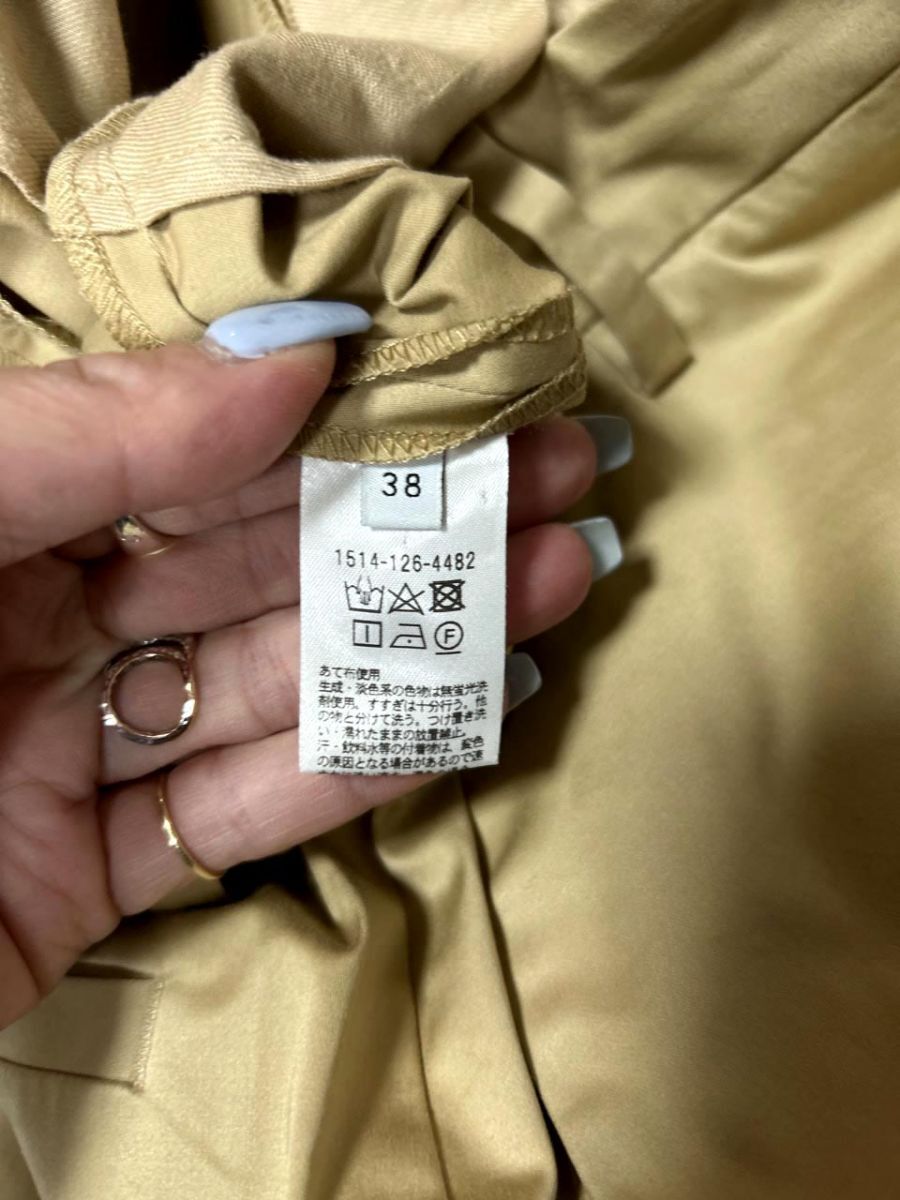 38
1514-126-4482
F
あて布使用
生成・淡色系の色物は無蛍光洗
剤使用。すすぎは十分行う。他
の物と分けて洗う。つけ置き洗
い・濡れたままの放置禁止。
汗・飲料水等の付着物は、変色
の原因となる場合があるので速